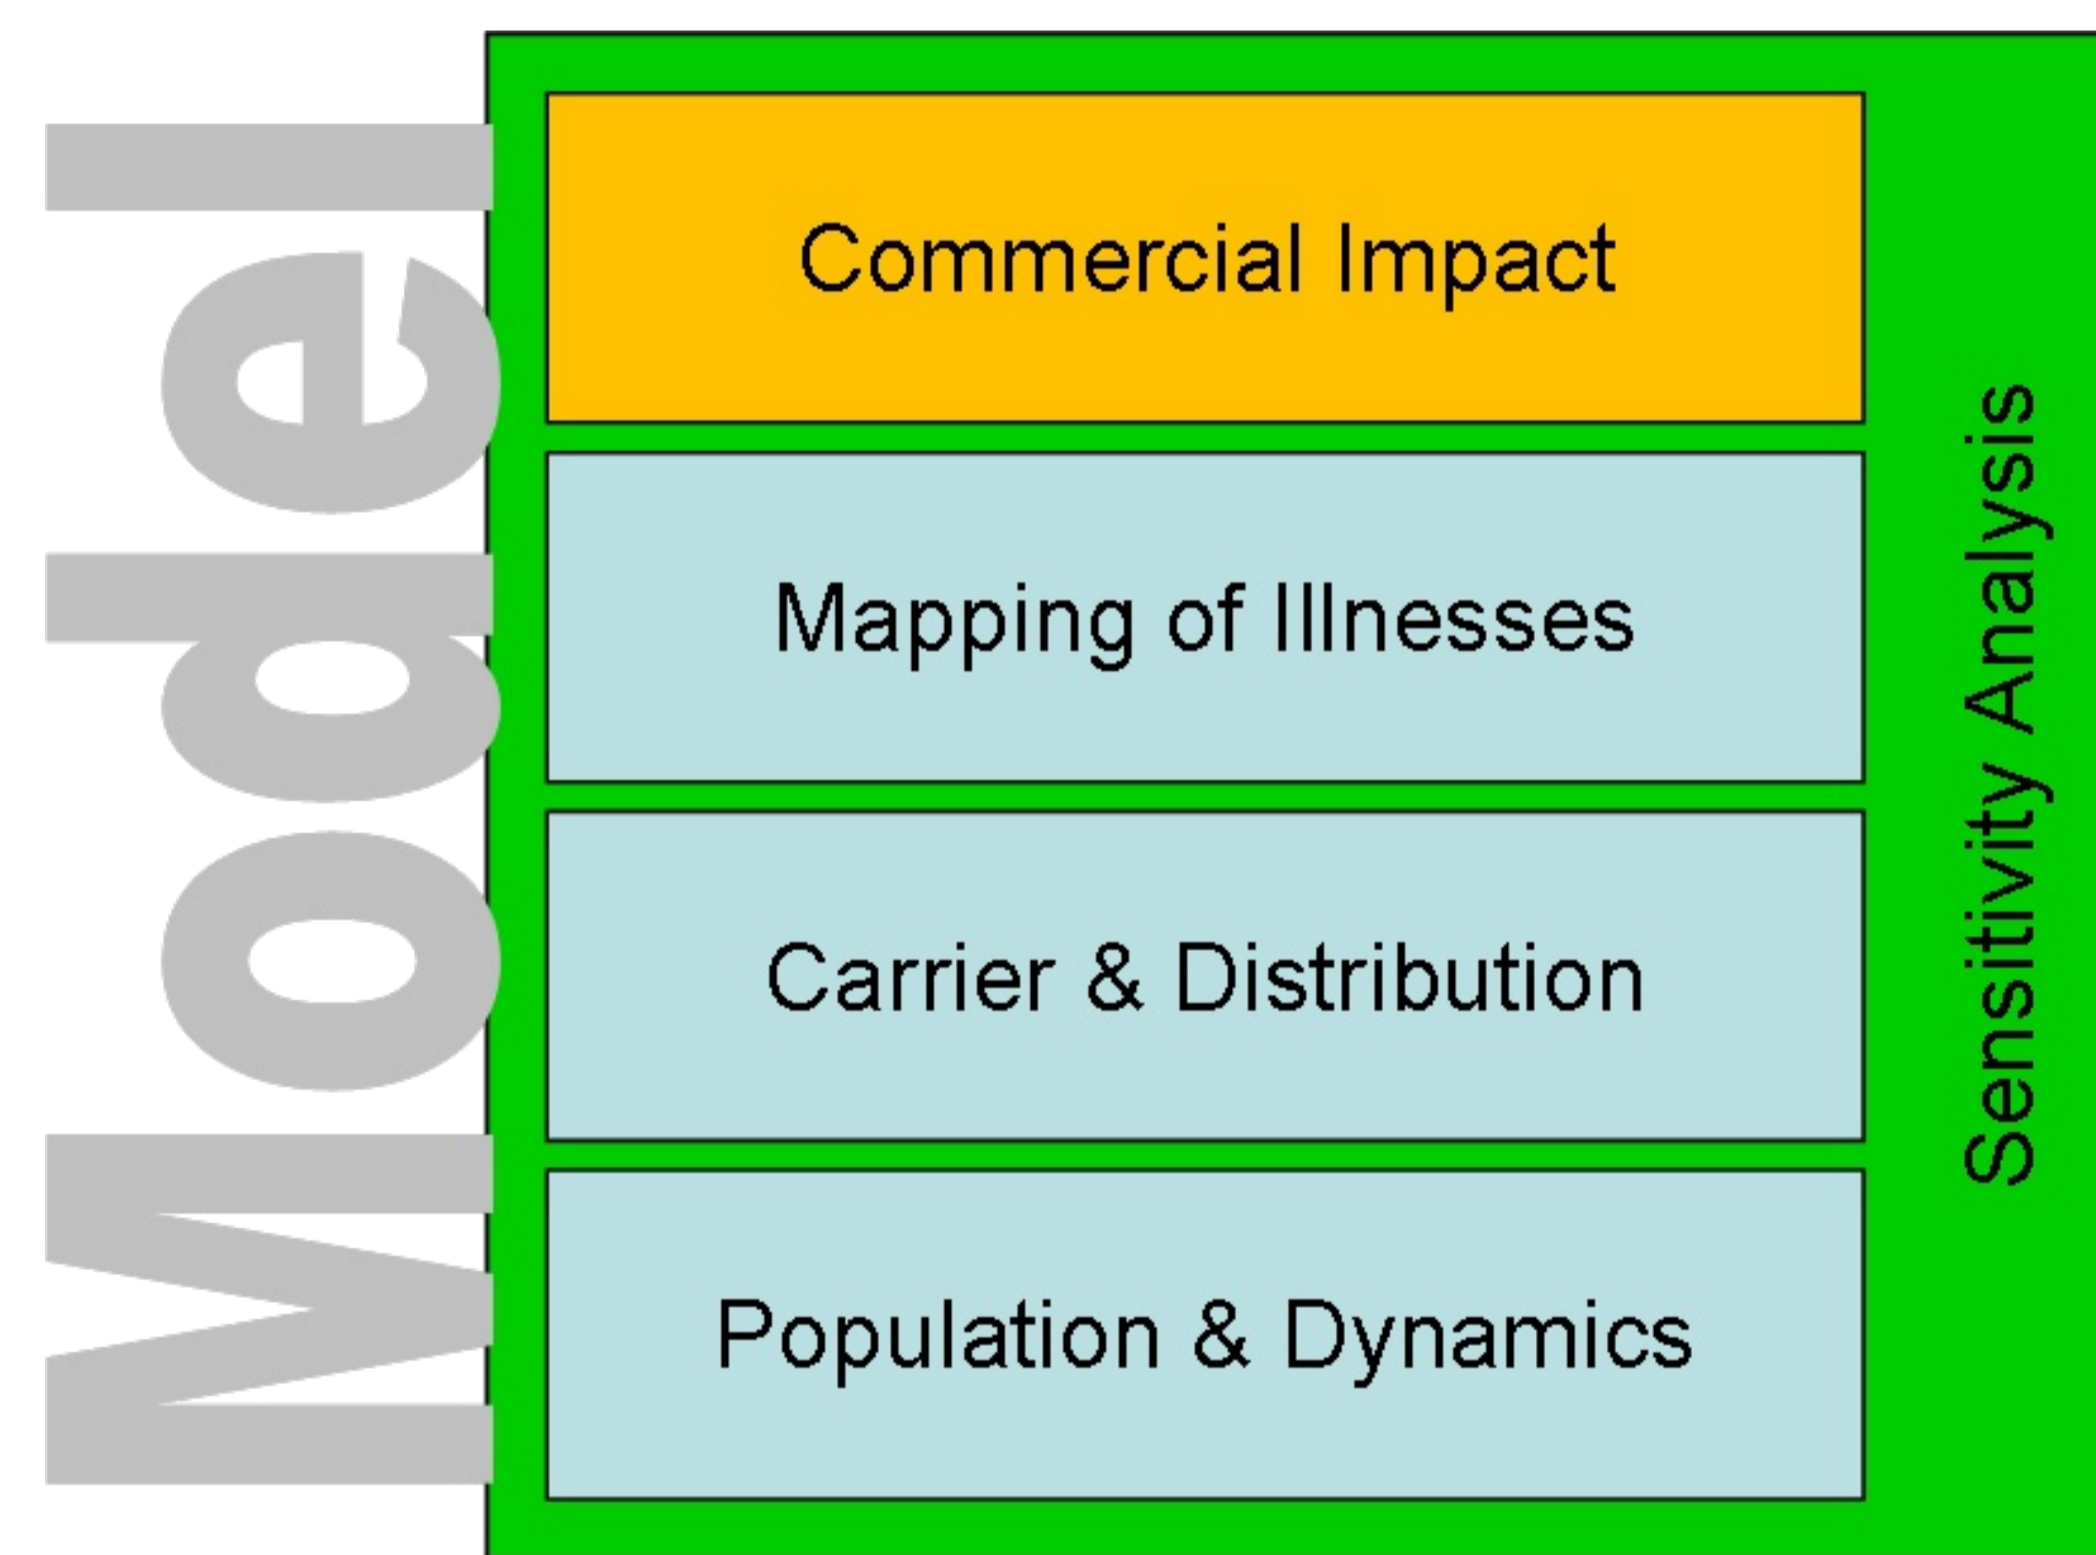 Model
Commercial Impact
Mapping of Illnesses
Carrier & Distribution
Population & Dynamics
Sensitivity Analysis